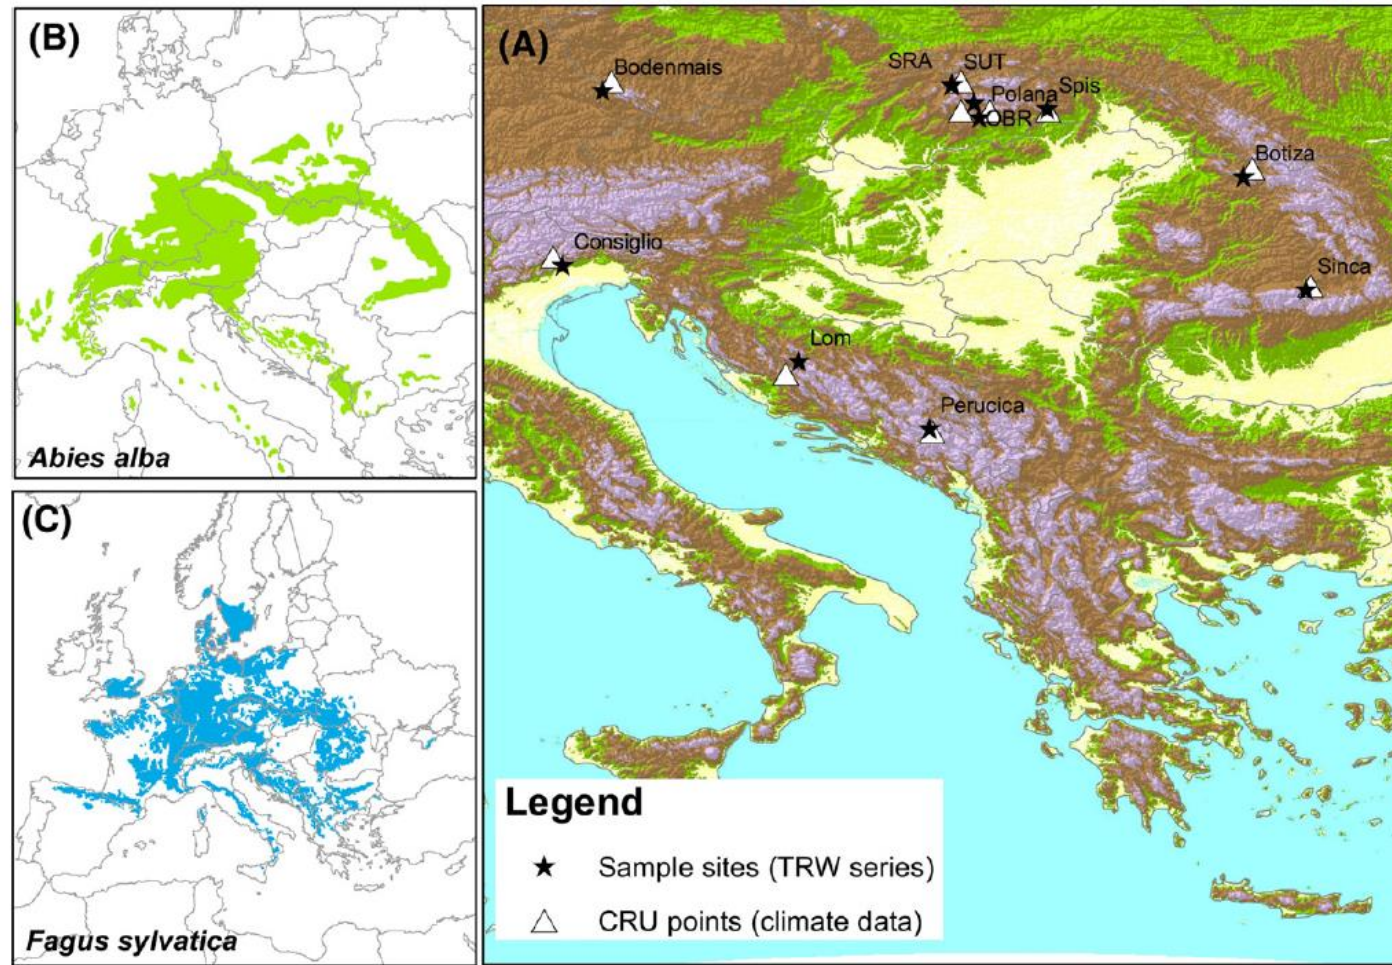 (B)
Abies alba
(C)
Fagus sylvatica
(A)
Bodenmais
SRA SUT
Polana Spis
OBR
Botiza
Consiglio
Sinca
Lom
Perucica
Legend
Sample sites (TRW series)
CRU points (climate data)